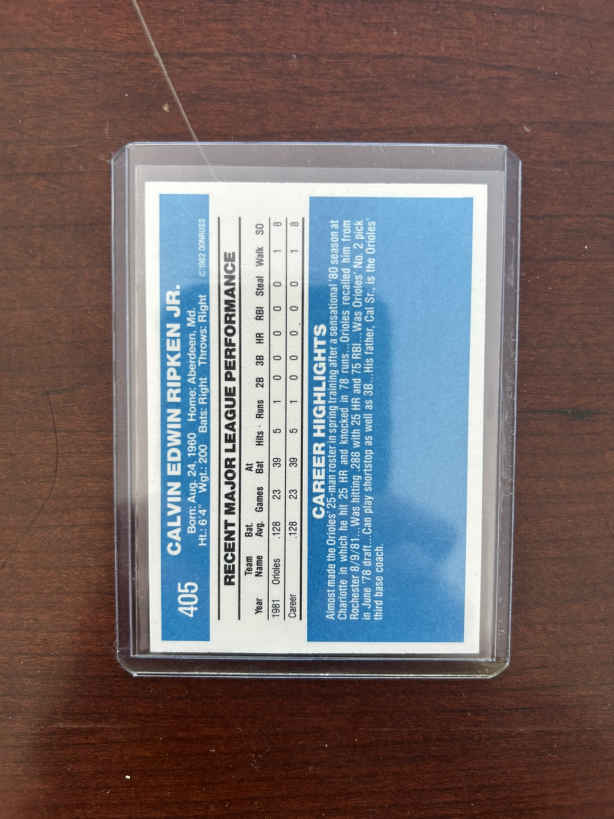 405
CALVIN EDWIN RIPKEN JR.
Born: Aug. 24, 1960 Home: Aberdeen, Md.
Ht.: 6'4" Wgt.: 200 Bats: Right Throws: Right
©1982 DONRUSS
RECENT MAJOR LEAGUE PERFORMANCE
Year Team Name Bat. Avg. Games At Bat Hits Runs 2B 3B HR RBI Steal Walk SO
1981 Orioles .128 23 39 5 1 0 0 0 0 0 1 8
Career .128 23 39 5 1 0 0 0 0 0 1 8
CAREER HIGHLIGHTS
Almost made the Orioles' 25-man roster in spring training after a sensational '80 season at
Charlotte in which he hit 25 HR and knocked in 78 runs...Orioles recalled him from
Rochester 8/9/81...Was hitting .288 with 25 HR and 75 RBI...Was Orioles' No. 2 pick
in June '78 draft...Can play shortstop as well as 3B...His father, Cal Sr., is the Orioles'
third base coach.